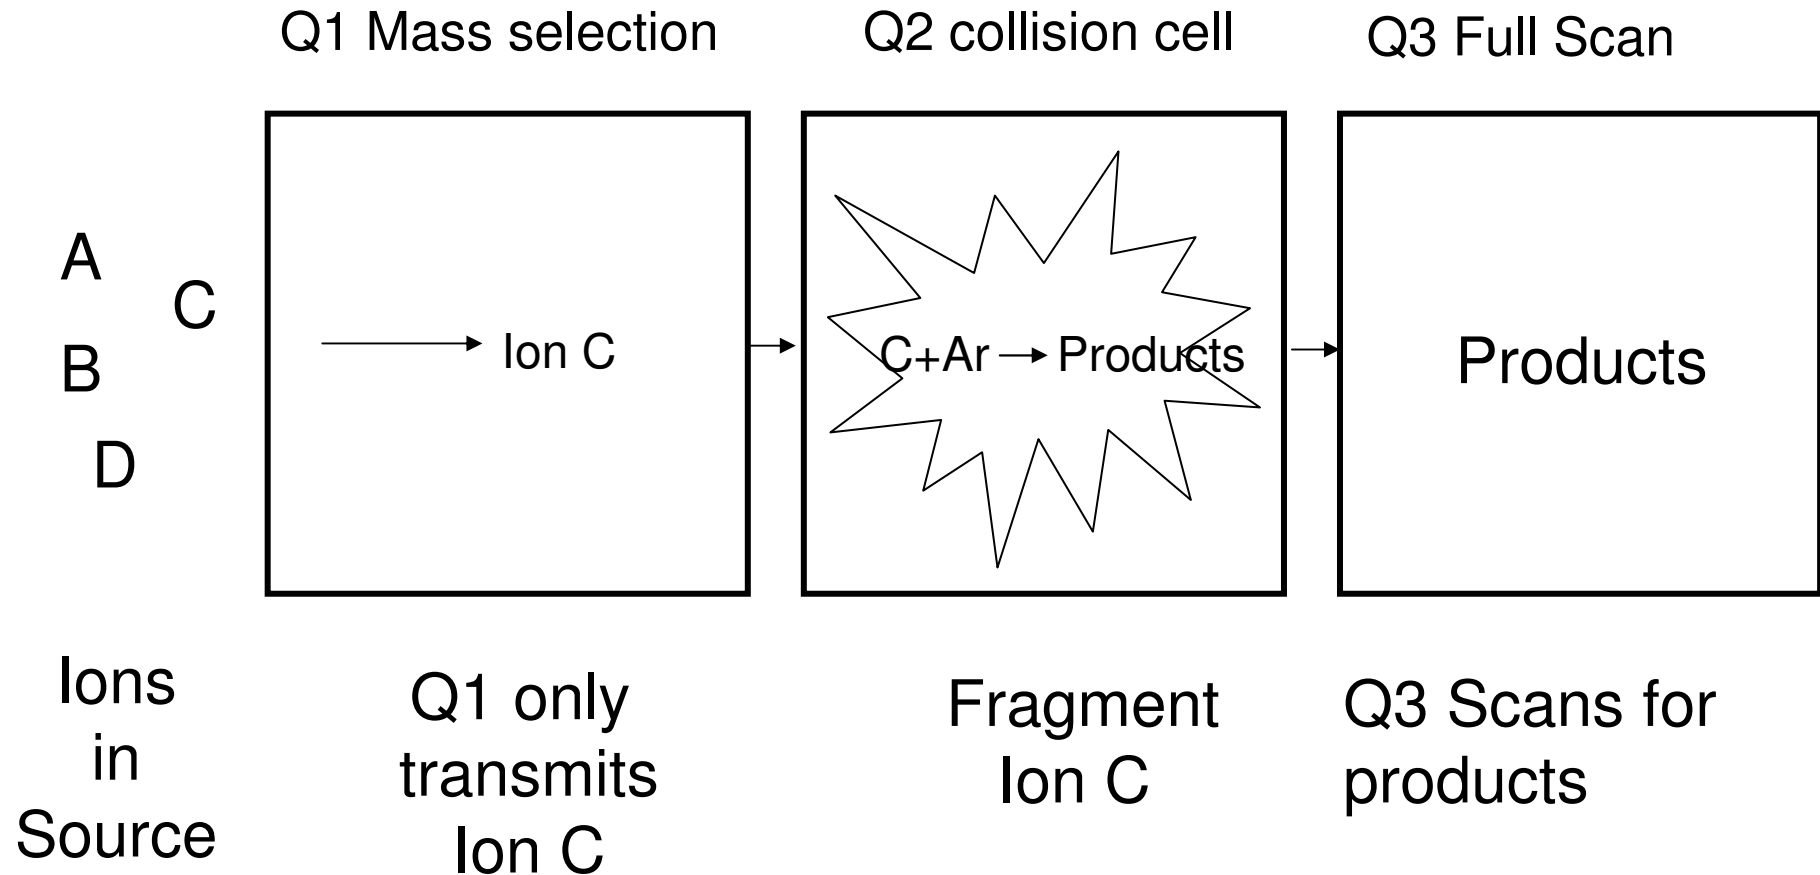 Q1 Mass selection
Q2 collision cell
Q3 Full Scan
A
C
B
D
Ion C
C+Ar → Products
Products
Ions
in
Source
Q1 only
transmits
Ion C
Fragment
Ion C
Q3 Scans for
products